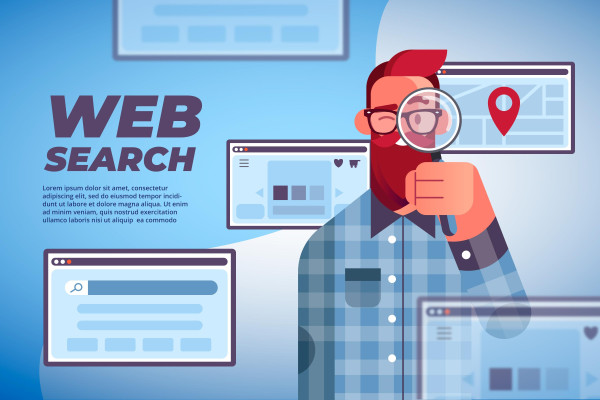 WEB
SEARCH
Lorem ipsum dolor sit amet, consectetur
adipiscing elit, sed do eiusmod tempor incidi-
dunt ut labore et dolore magna aliqua. Ut enim
ad minim veniam, quis nostrud exercitation
ullamco laboris nisi ut aliquip  ea commodo